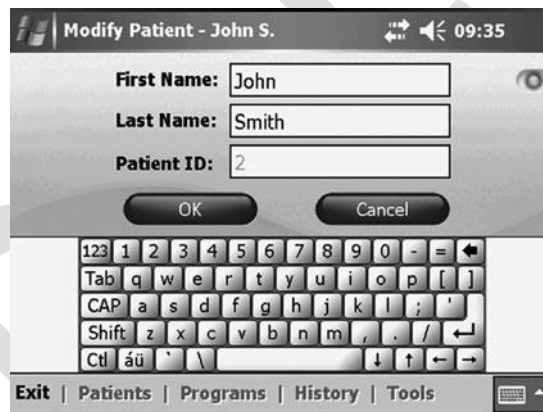 Modify Patient - John S. 09:35
First Name: John
Last Name: Smith
Patient ID: 2
OK Cancel
123 1 2 3 4 5 6 7 8 9 0 - =
Tab q w e r t y u i o p [ ]
CAP a s d f g h j k l ; '
Shift z x c v b n m , . /
Ctl áü ` \
Exit | Patients | Programs | History | Tools